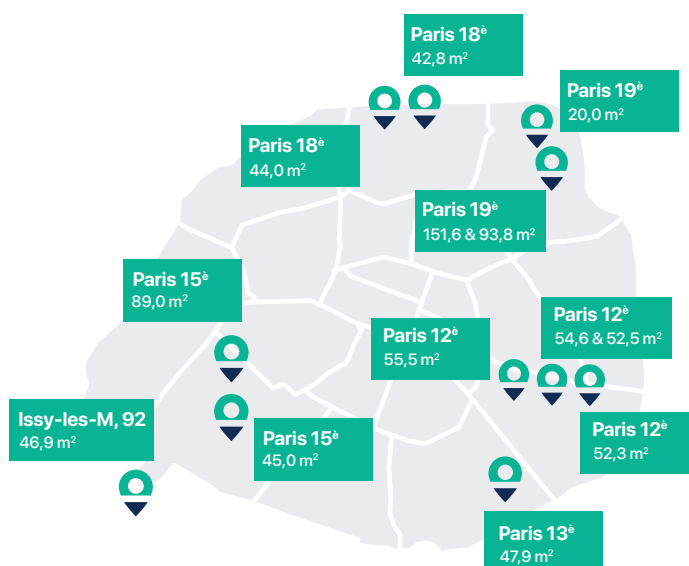 Paris 18è
42,8 m²
Paris 19è
20,0 m²
Paris 18è
44,0 m²
Paris 19è
151,6 & 93,8 m²
Paris 15è
89,0 m²
Paris 12è
54,6 & 52,5 m²
Paris 12è
55,5 m²
Issy-les-M, 92
46,9 m²
Paris 12è
52,3 m²
Paris 15è
45,0 m²
Paris 13è
47,9 m²